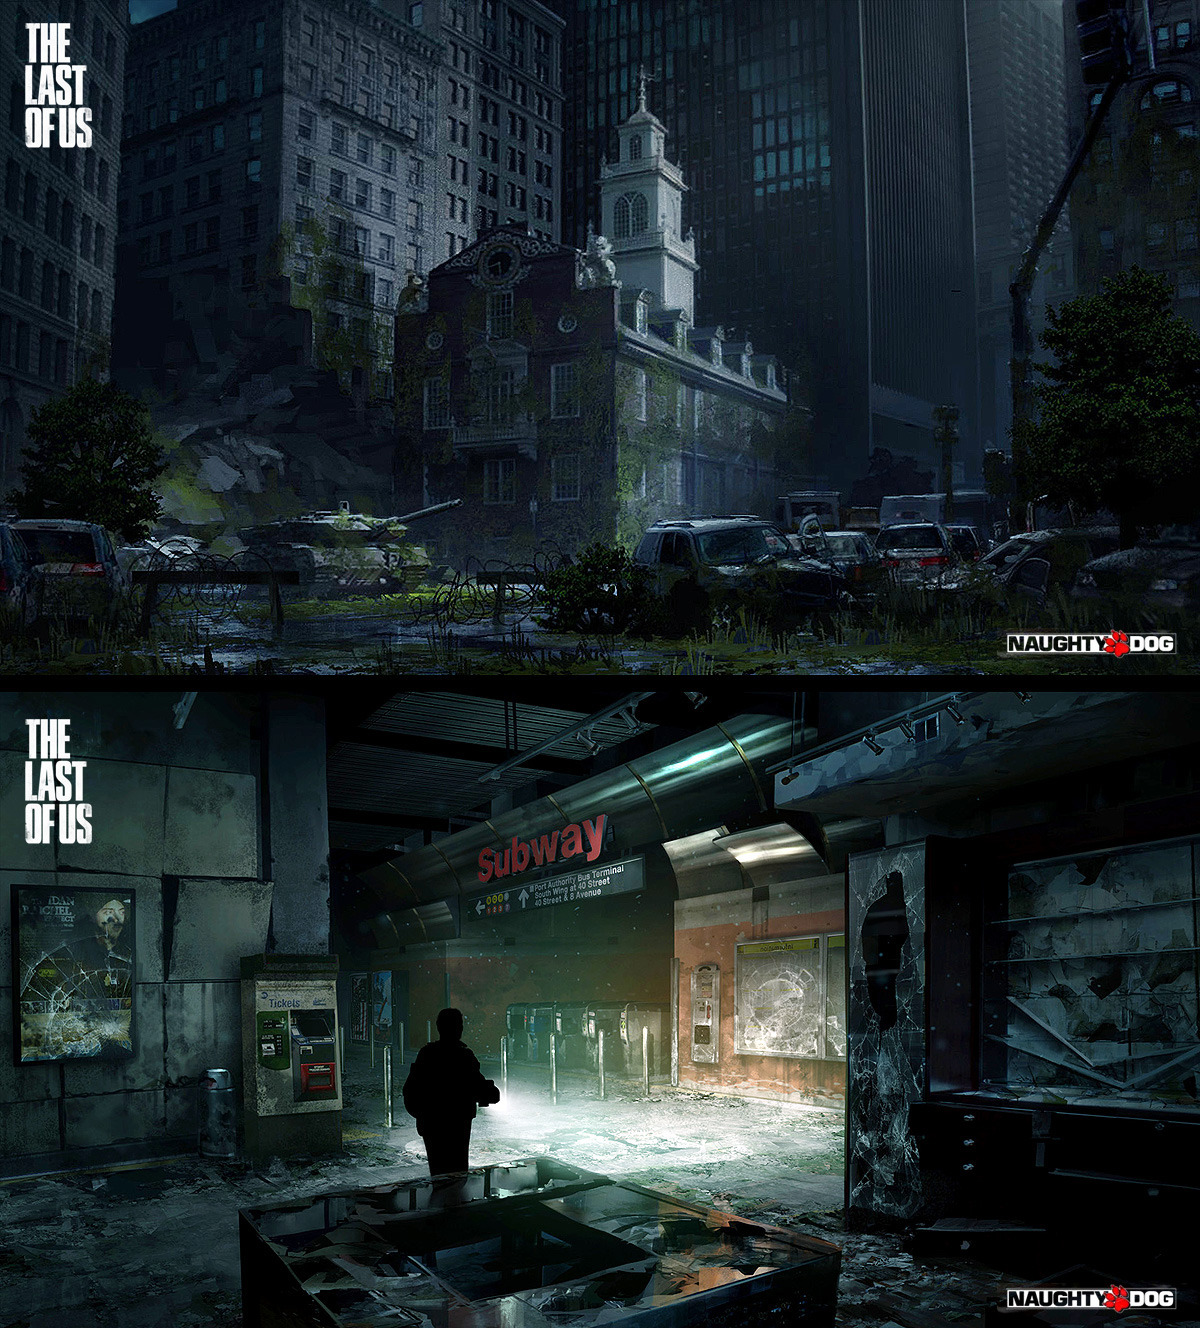 THE
LAST
OF US
NAUGHTY DOG
THE
LAST
OF US
Subway
Port Authority Bus Terminal
South Wing at 40 Street
40 Street & 8 Avenue
Tickets
NAUGHTY DOG